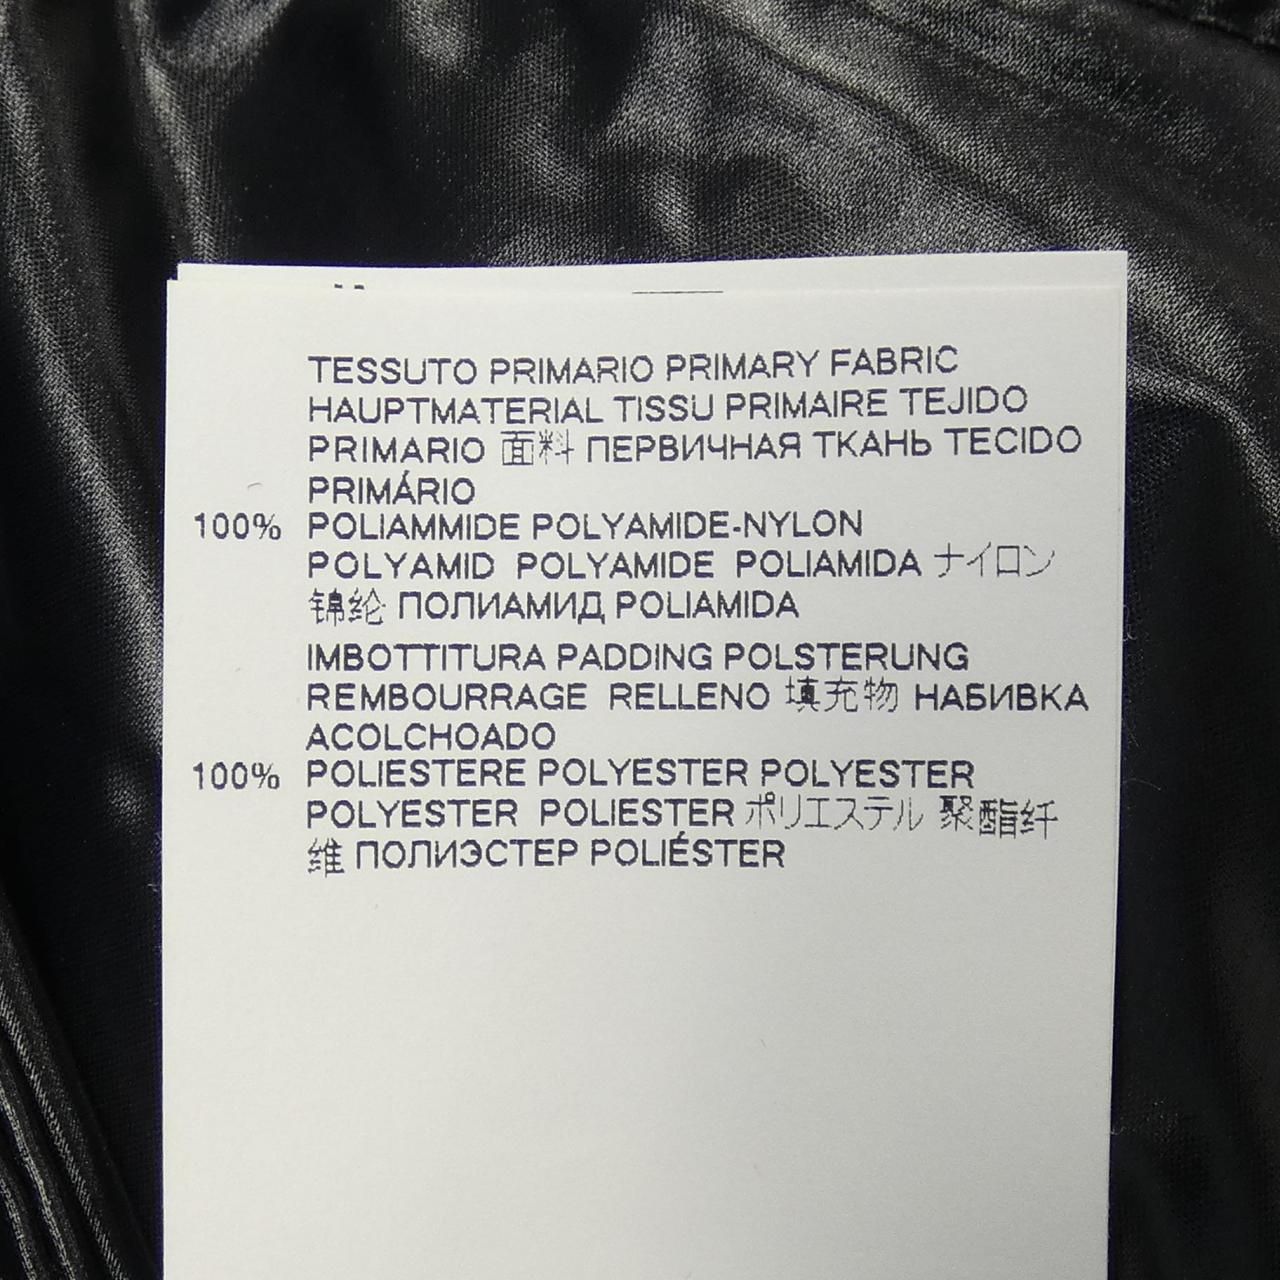 TESSUTO PRIMARIO PRIMARY FABRIC
HAUPTMATERIAL TISSU PRIMAIRE TEJIDO
PRIMARIO 面料 ПЕРВИЧНАЯ ТКАНЬ TECIDO
PRIMÁRIO
100% POLIAMMIDE POLYAMIDE-NYLON
POLYAMID POLYAMIDE POLIAMIDA ナイロン
锦纶 ПОЛИАМИД POLIAMIDA
IMBOTTITURA PADDING POLSTERUNG
REMBOURRAGE RELLENO 填充物 НАБИВКА
ACOLCHOADO
100% POLIESTERE POLYESTER POLYESTER
POLYESTER POLIESTER ポリエステル 聚酯纤
维 ПОЛИЭСТЕР POLIÉSTER